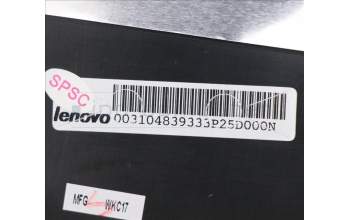 SPSC
lenovo 003104839333P25D000N
MFG WKC17